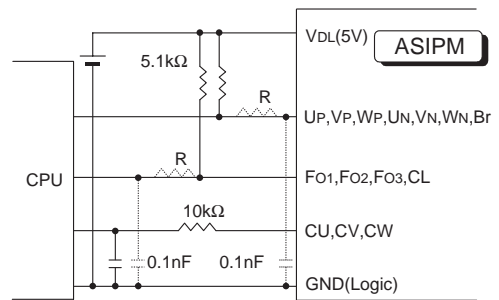 VDL(5V)
ASIPM
5.1kΩ
R
UP,VP,WP,UN,VN,WN,Br
R
CPU
FO1,FO2,FO3,CL
10kΩ
CU,CV,CW
0.1nF
0.1nF
GND(Logic)